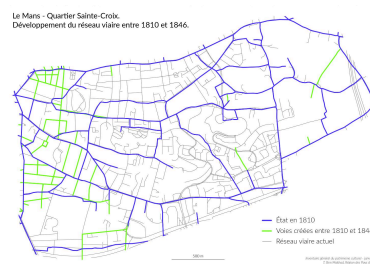 Le Mans - Quartier Sainte-Croix.
Développement du réseau viaire entre 1810 et 1846.
État en 1810
Voies créées entre 1810 et 184
Réseau viaire actuel